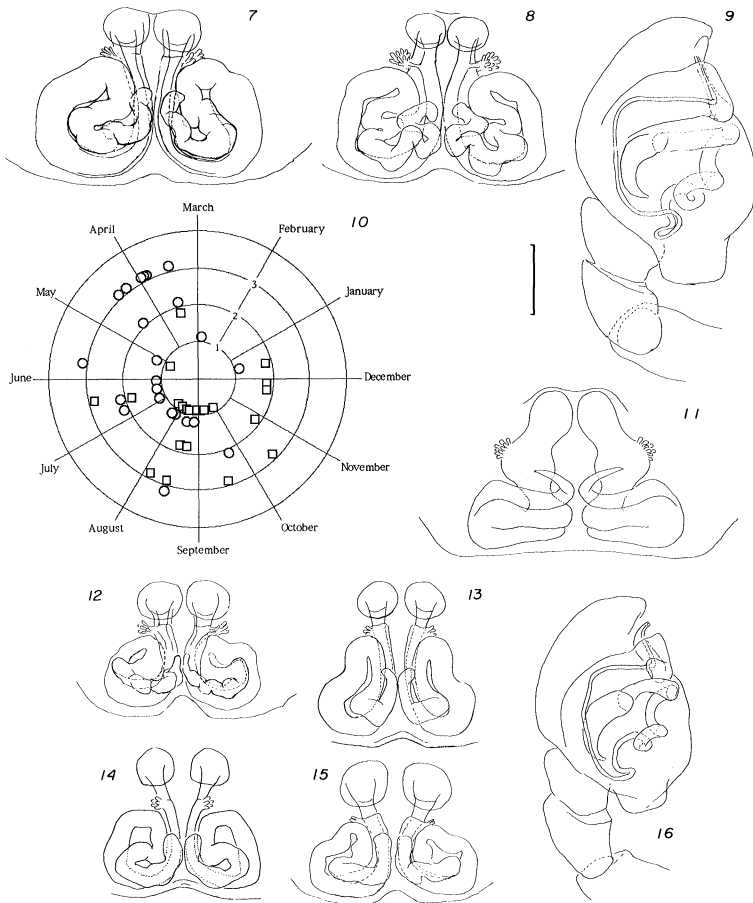 7
8
9
10
March
April
February
May
January
3
2
1
June
December
July
November
August
October
September
11
12
13
14
15
16